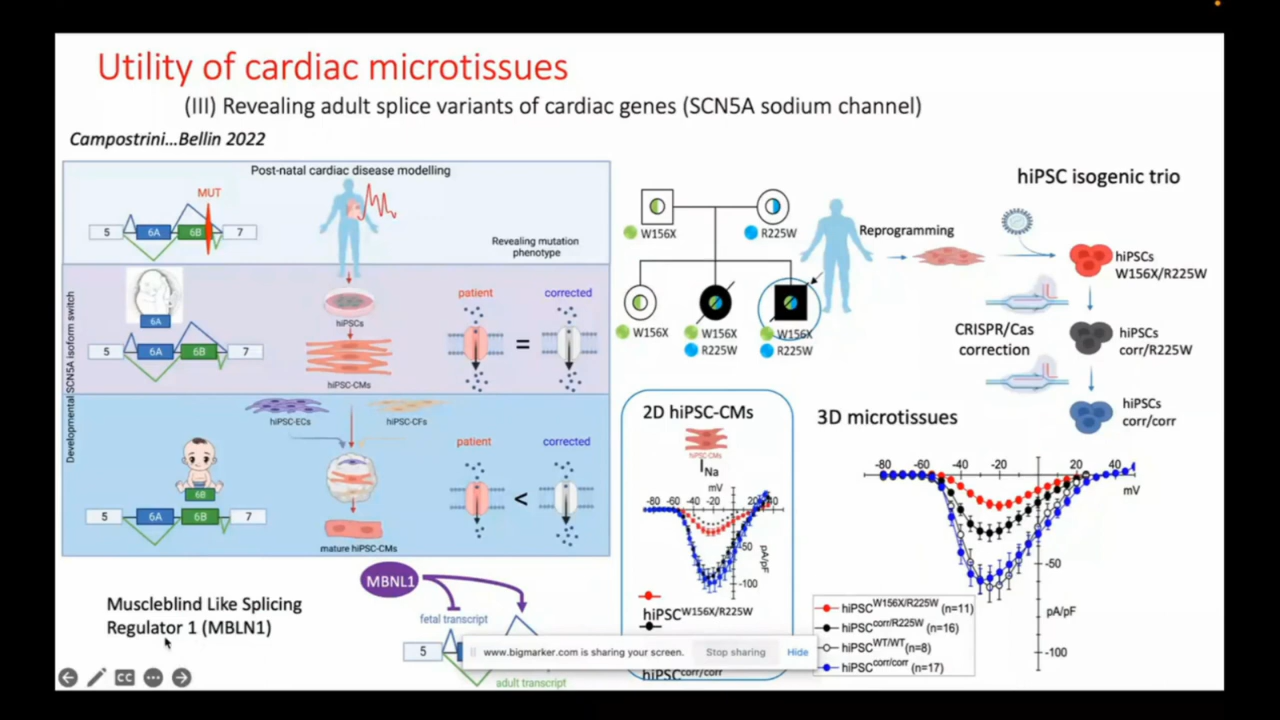 Utility of cardiac microtissues
(III) Revealing adult splice variants of cardiac genes (SCN5A sodium channel)
Campostrini...Bellin 2022
Post-natal cardiac disease modelling
MUT
5 6A 6B 7
Revealing mutation
phenotype
Developmental SCN5A isoform switch
6A
5 6A 6B 7
hiPSCs
hiPSC-CMs
patient corrected
=
hiPSC-ECs hiPSC-CFs
6B
5 6A 6B 7
mature hiPSC-CMs
patient corrected
<
Muscleblind Like Splicing
Regulator 1 (MBLN1)
MBNL1
fetal transcript
5
adult transcript
W156X R225W
W156X
W156X
R225W
W156X
R225W
Reprogramming
hiPSC isogenic trio
hiPSCs
W156X/R225W
CRISPR/Cas
correction
hiPSCs
corr/R225W
hiPSCs
corr/corr
2D hiPSC-CMs
hiPSC-CMs
INa
mV
-80 -60 -40 -20 0 20 40
-50
-100
pA/pF
hiPSCW156X/R225W
hiPSCcorr/corr
3D microtissues
-80 -60 -40 -20 0 20 40
mV
-50
pA/pF
-100
hiPSCW156X/R225W (n=11)
hiPSCcorr/R225W (n=16)
hiPSCWT/WT (n=8)
hiPSCcorr/corr (n=17)
www.bigmarker.com is sharing your screen. Stop sharing Hide
CC